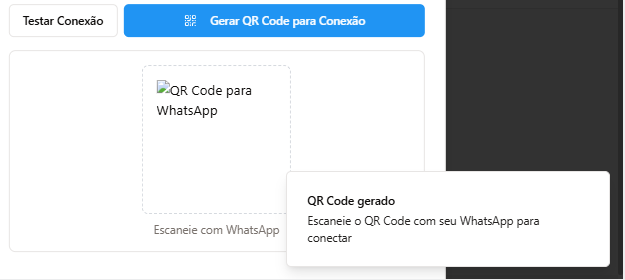 Testar Conexão
Gerar QR Code para Conexão
QR Code para
WhatsApp
Escaneie com WhatsApp
QR Code gerado
Escaneie o QR Code com seu WhatsApp para
conectar